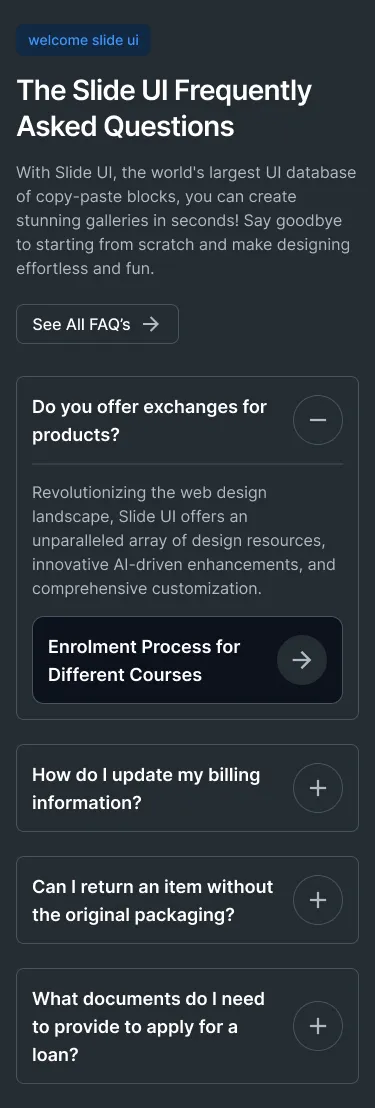 welcome slide ui
The Slide UI Frequently
Asked Questions
With Slide UI, the world's largest UI database
of copy-paste blocks, you can create
stunning galleries in seconds! Say goodbye
to starting from scratch and make designing
effortless and fun.
See All FAQ’s
Do you offer exchanges for
products?
Revolutionizing the web design
landscape, Slide UI offers an
unparalleled array of design resources,
innovative AI-driven enhancements, and
comprehensive customization.
Enrolment Process for
Different Courses
How do I update my billing
information?
Can I return an item without
the original packaging?
What documents do I need
to provide to apply for a
loan?